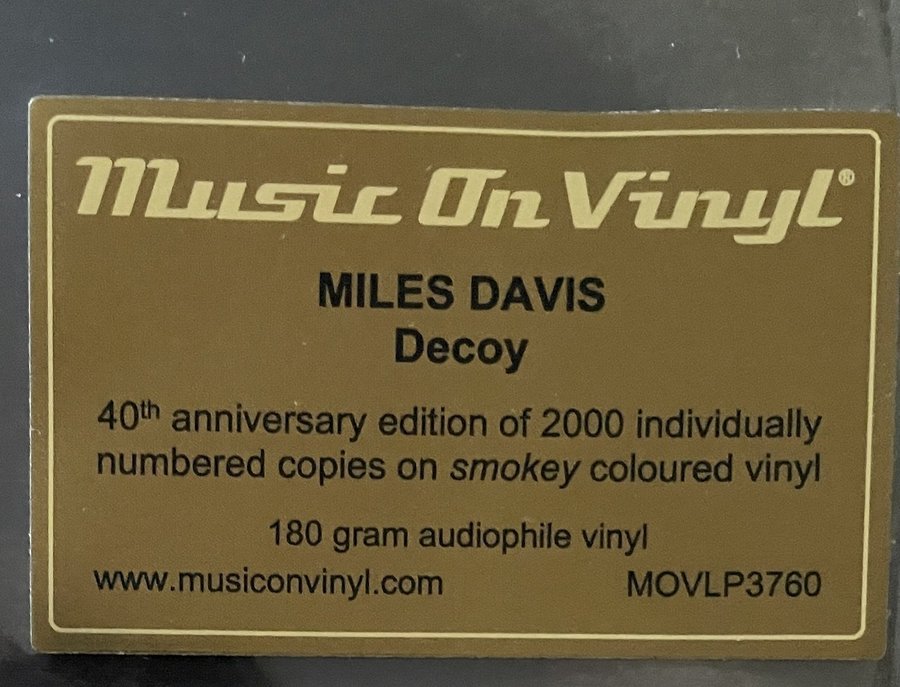 Music On Vinyl®
MILES DAVIS
Decoy
40th anniversary edition of 2000 individually
numbered copies on smokey coloured vinyl
180 gram audiophile vinyl
www.musiconvinyl.com MOVLP3760